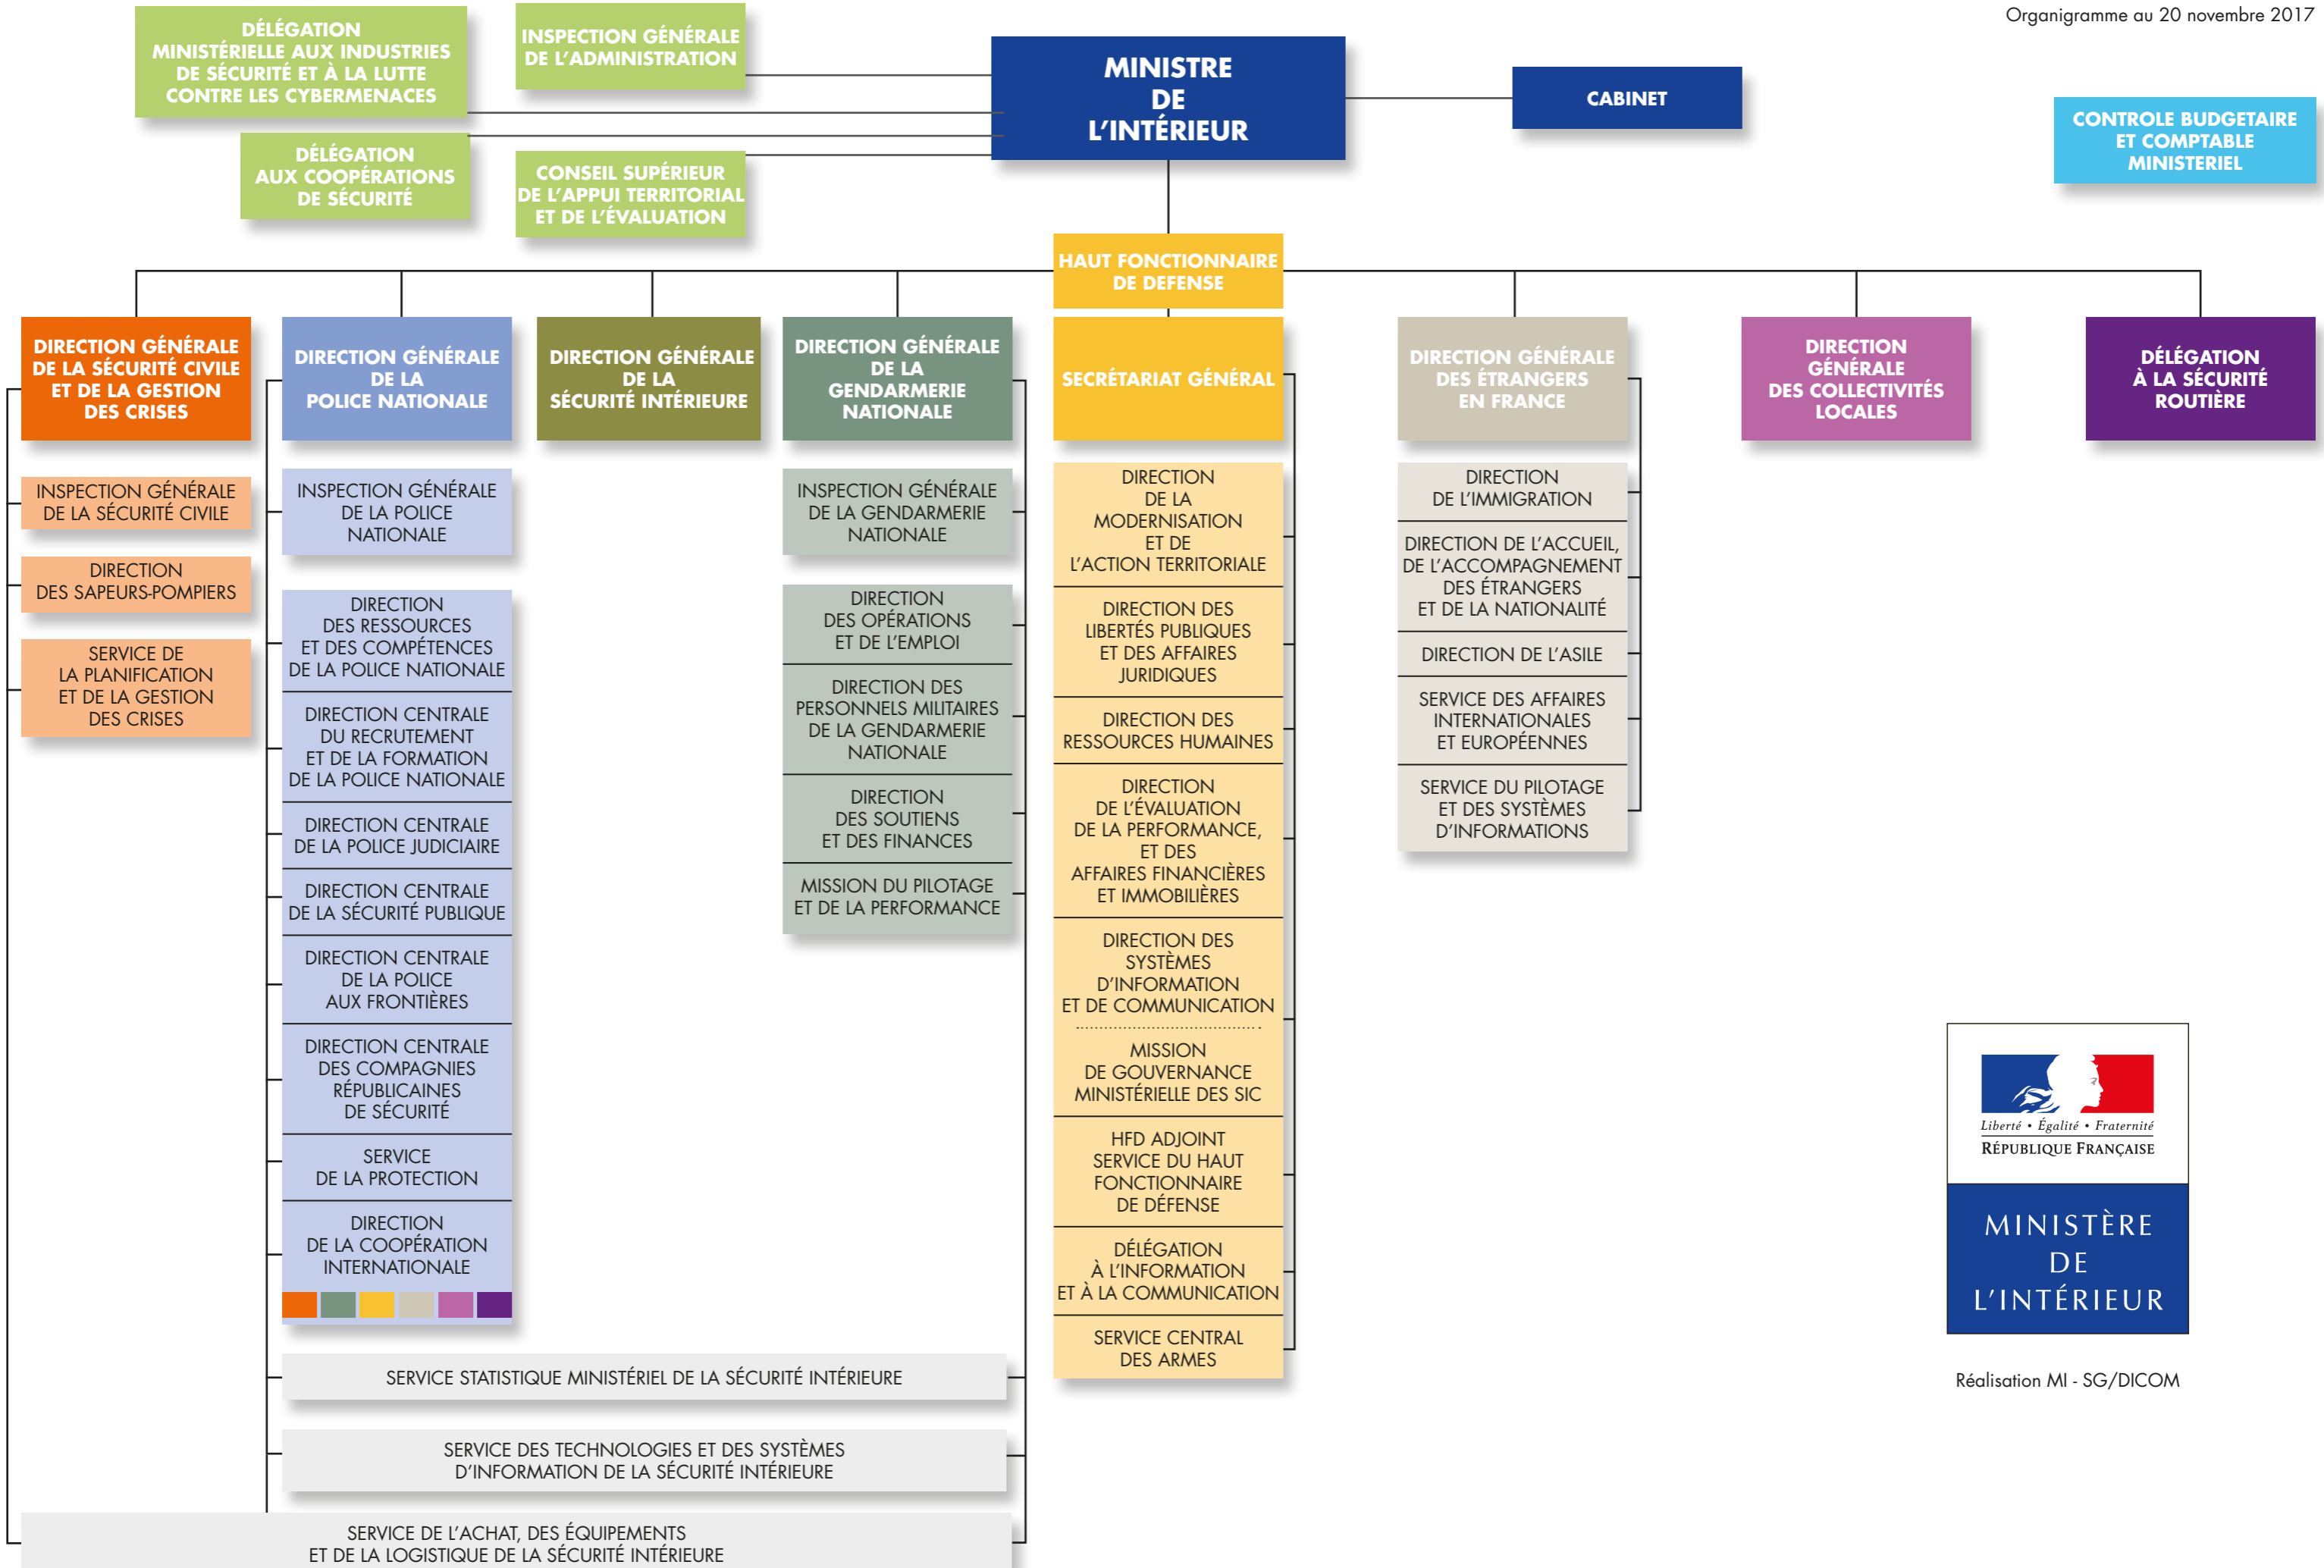 Organigramme au 20 novembre 2017
DÉLÉGATION
MINISTÉRIELLE AUX INDUSTRIES
DE SÉCURITÉ ET À LA LUTTE
CONTRE LES CYBERMENACES
INSPECTION GÉNÉRALE
DE L'ADMINISTRATION
MINISTRE
DE
L'INTÉRIEUR
CABINET
CONTROLE BUDGETAIRE
ET COMPTABLE
MINISTERIEL
DÉLÉGATION
AUX COOPÉRATIONS
DE SÉCURITÉ
CONSEIL SUPÉRIEUR
DE L'APPUI TERRITORIAL
ET DE L'ÉVALUATION
HAUT FONCTIONNAIRE
DE DEFENSE
DIRECTION GÉNÉRALE
DE LA SÉCURITÉ CIVILE
ET DE LA GESTION
DES CRISES
DIRECTION GÉNÉRALE
DE LA
POLICE NATIONALE
DIRECTION GÉNÉRALE
DE LA
SÉCURITÉ INTÉRIEURE
DIRECTION GÉNÉRALE
DE LA
GENDARMERIE
NATIONALE
SECRÉTARIAT GÉNÉRAL
DIRECTION GÉNÉRALE
DES ÉTRANGERS
EN FRANCE
DIRECTION
GÉNÉRALE
DES COLLECTIVITÉS
LOCALES
DÉLÉGATION
À LA SÉCURITÉ
ROUTIÈRE
INSPECTION GÉNÉRALE
DE LA SÉCURITÉ CIVILE
DIRECTION
DES SAPEURS-POMPIERS
SERVICE DE
LA PLANIFICATION
ET DE LA GESTION
DES CRISES
INSPECTION GÉNÉRALE
DE LA POLICE
NATIONALE
DIRECTION
DES RESSOURCES
ET DES COMPÉTENCES
DE LA POLICE NATIONALE
DIRECTION CENTRALE
DU RECRUTEMENT
ET DE LA FORMATION
DE LA POLICE NATIONALE
DIRECTION CENTRALE
DE LA POLICE JUDICIAIRE
DIRECTION CENTRALE
DE LA SÉCURITÉ PUBLIQUE
DIRECTION CENTRALE
DE LA POLICE
AUX FRONTIÈRES
DIRECTION CENTRALE
DES COMPAGNIES
RÉPUBLICAINES
DE SÉCURITÉ
SERVICE
DE LA PROTECTION
DIRECTION
DE LA COOPÉRATION
INTERNATIONALE
INSPECTION GÉNÉRALE
DE LA GENDARMERIE
NATIONALE
DIRECTION
DES OPÉRATIONS
ET DE L'EMPLOI
DIRECTION DES
PERSONNELS MILITAIRES
DE LA GENDARMERIE
NATIONALE
DIRECTION
DES SOUTIENS
ET DES FINANCES
MISSION DU PILOTAGE
ET DE LA PERFORMANCE
DIRECTION
DE LA
MODERNISATION
ET DE
L'ACTION TERRITORIALE
DIRECTION DES
LIBERTÉS PUBLIQUES
ET DES AFFAIRES
JURIDIQUES
DIRECTION DES
RESSOURCES HUMAINES
DIRECTION
DE L'ÉVALUATION
DE LA PERFORMANCE,
ET DES
AFFAIRES FINANCIÈRES
ET IMMOBILIÈRES
DIRECTION DES
SYSTÈMES
D'INFORMATION
ET DE COMMUNICATION
MISSION
DE GOUVERNANCE
MINISTÉRIELLE DES SIC
HFD ADJOINT
SERVICE DU HAUT
FONCTIONNAIRE
DE DÉFENSE
DÉLÉGATION
À L'INFORMATION
ET À LA COMMUNICATION
SERVICE CENTRAL
DES ARMES
DIRECTION
DE L'IMMIGRATION
DIRECTION DE L'ACCUEIL,
DE L'ACCOMPAGNEMENT
DES ÉTRANGERS
ET DE LA NATIONALITÉ
DIRECTION DE L'ASILE
SERVICE DES AFFAIRES
INTERNATIONALES
ET EUROPÉENNES
SERVICE DU PILOTAGE
ET DES SYSTÈMES
D'INFORMATIONS
SERVICE STATISTIQUE MINISTÉRIEL DE LA SÉCURITÉ INTÉRIEURE
SERVICE DES TECHNOLOGIES ET DES SYSTÈMES
D'INFORMATION DE LA SÉCURITÉ INTÉRIEURE
SERVICE DE L'ACHAT, DES ÉQUIPEMENTS
ET DE LA LOGISTIQUE DE LA SÉCURITÉ INTÉRIEURE
Liberté • Égalité • Fraternité
RÉPUBLIQUE FRANÇAISE
MINISTÈRE
DE
L'INTÉRIEUR
Réalisation MI - SG/DICOM